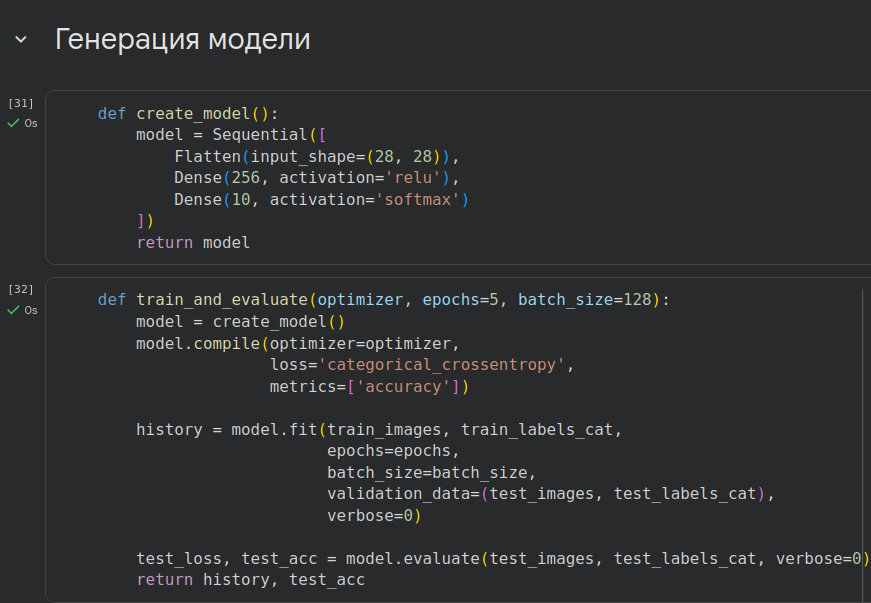 Генерация модели
[31]
0s
def create_model():
    model = Sequential([
        Flatten(input_shape=(28, 28)),
        Dense(256, activation='relu'),
        Dense(10, activation='softmax')
    ])
    return model
[32]
0s
def train_and_evaluate(optimizer, epochs=5, batch_size=128):
    model = create_model()
    model.compile(optimizer=optimizer,
                  loss='categorical_crossentropy',
                  metrics=['accuracy'])
    history = model.fit(train_images, train_labels_cat,
                        epochs=epochs,
                        batch_size=batch_size,
                        validation_data=(test_images, test_labels_cat),
                        verbose=0)
    test_loss, test_acc = model.evaluate(test_images, test_labels_cat, verbose=0)
    return history, test_acc